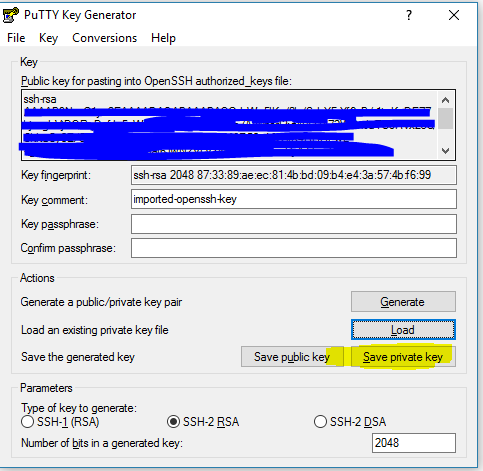 PuTTY Key Generator
File Key Conversions Help
Key
Public key for pasting into OpenSSH authorized_keys file:
ssh-rsa
Key fingerprint: ssh-rsa 2048 87:33:89:ae:ec:81:4b:bd:09:b4:e4:3a:57:4b:f6:99
Key comment: imported-openssh-key
Key passphrase:
Confirm passphrase:
Actions
Generate a public/private key pair Generate
Load an existing private key file Load
Save the generated key Save public key Save private key
Parameters
Type of key to generate:
SSH-1 (RSA) SSH-2 RSA SSH-2 DSA
Number of bits in a generated key: 2048